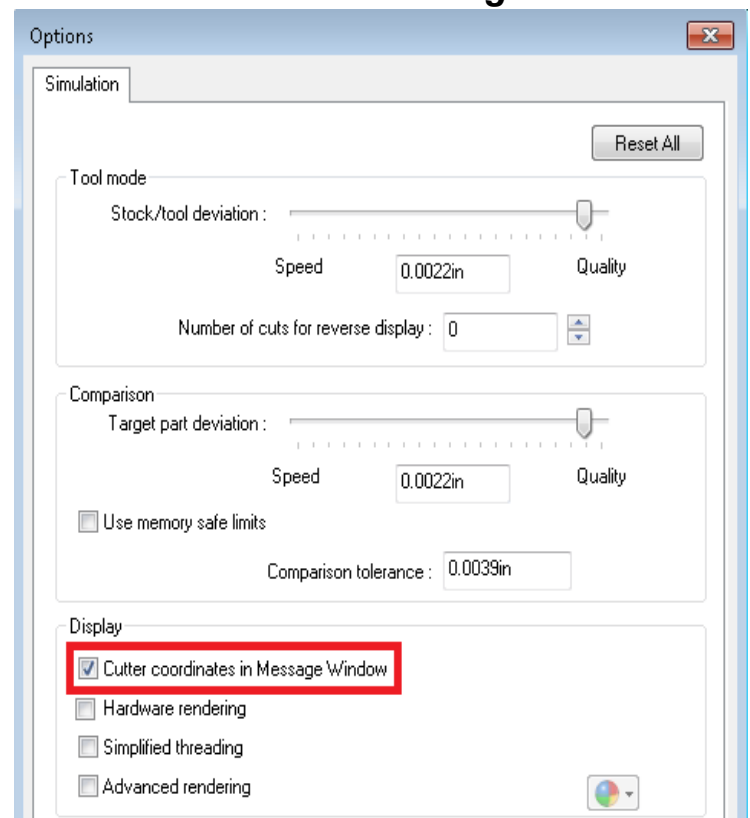 Options
Simulation
Reset All
Tool mode
Stock/tool deviation :
Speed 0.0022in Quality
Number of cuts for reverse display : 0
Comparison
Target part deviation :
Speed 0.0022in Quality
Use memory safe limits
Comparison tolerance : 0.0039in
Display
Cutter coordinates in Message Window
Hardware rendering
Simplified threading
Advanced rendering